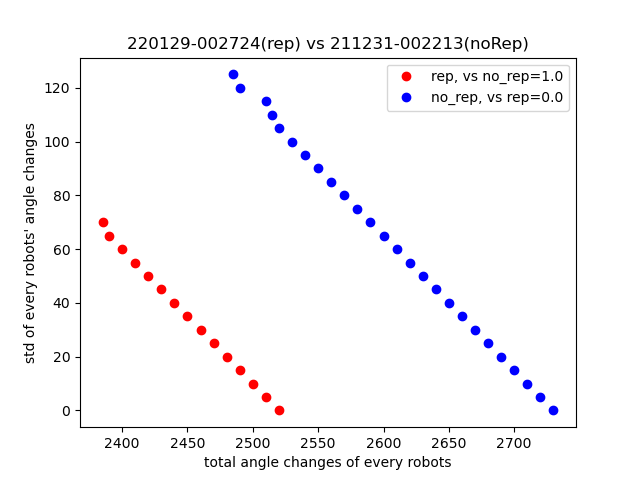 220129-002724(rep) vs 211231-002213(noRep)
rep, vs no_rep=1.0
no_rep, vs rep=0.0
std of every robots' angle changes
120
100
80
60
40
20
0
2400 2450 2500 2550 2600 2650 2700
total angle changes of every robots